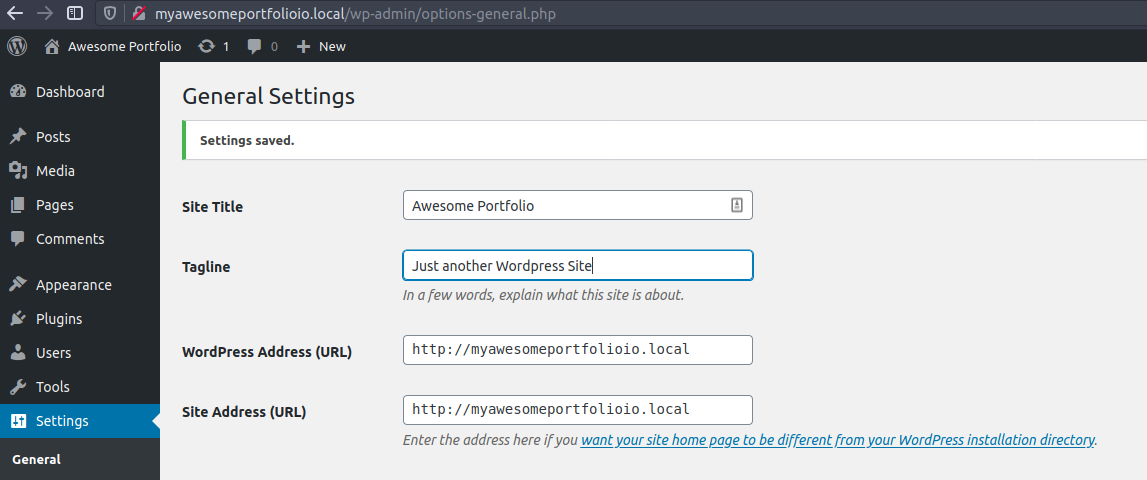 myawesomeportfolioio.local/wp-admin/options-general.php
Awesome Portfolio 1 0 New
Dashboard
Posts
Media
Pages
Comments
Appearance
Plugins
Users
Tools
Settings
General
General Settings
Settings saved.
Site Title Awesome Portfolio
Tagline Just another Wordpress Site
In a few words, explain what this site is about.
WordPress Address (URL) http://myawesomeportfolioio.local
Site Address (URL) http://myawesomeportfolioio.local
Enter the address here if you want your site home page to be different from your WordPress installation directory.